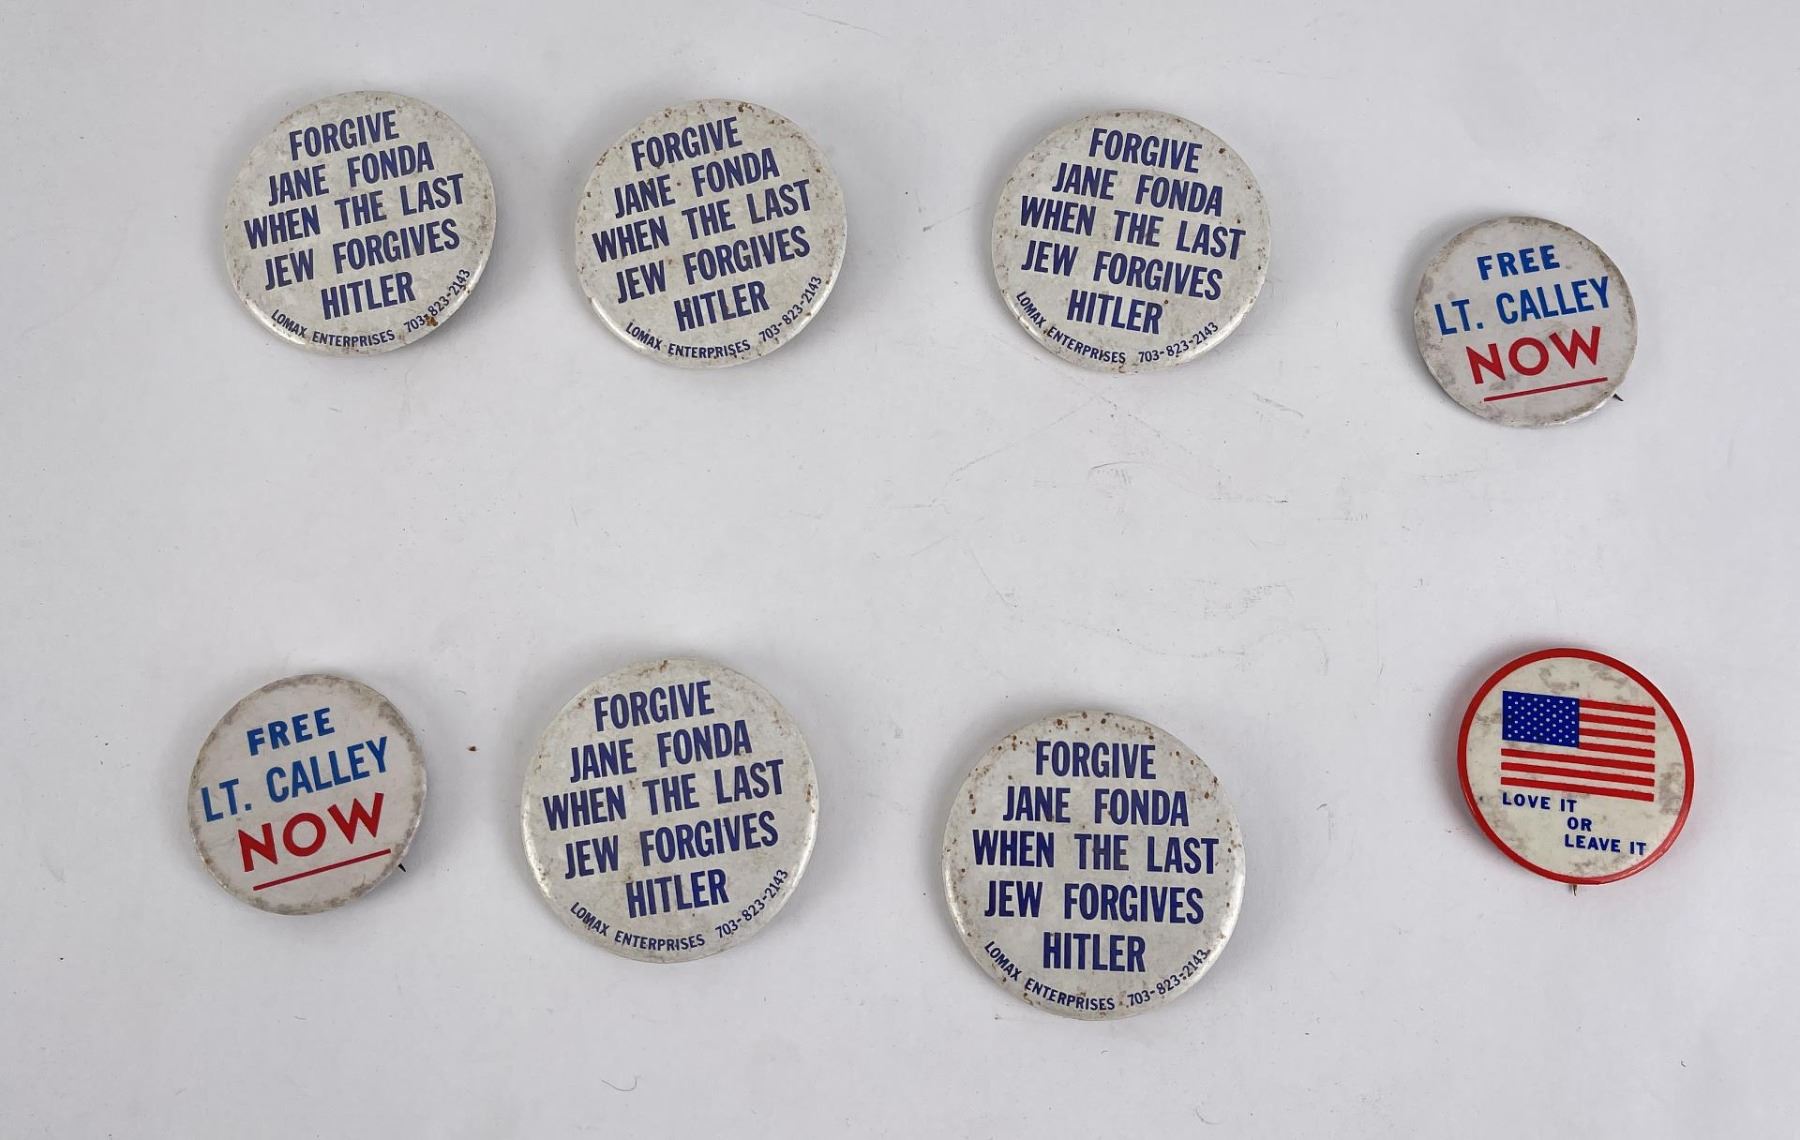 FORGIVE
JANE FONDA
WHEN THE LAST
JEW FORGIVES
HITLER
LOMAX ENTERPRISES 703-823-2143
FORGIVE
JANE FONDA
WHEN THE LAST
JEW FORGIVES
HITLER
LOMAX ENTERPRISES 703-823-2143
FORGIVE
JANE FONDA
WHEN THE LAST
JEW FORGIVES
HITLER
LOMAX ENTERPRISES 703-823-2143
FREE
LT. CALLEY
NOW
FREE
LT. CALLEY
NOW
FORGIVE
JANE FONDA
WHEN THE LAST
JEW FORGIVES
HITLER
LOMAX ENTERPRISES 703-823-2143
FORGIVE
JANE FONDA
WHEN THE LAST
JEW FORGIVES
HITLER
LOMAX ENTERPRISES 703-823-2143
LOVE IT
OR
LEAVE IT